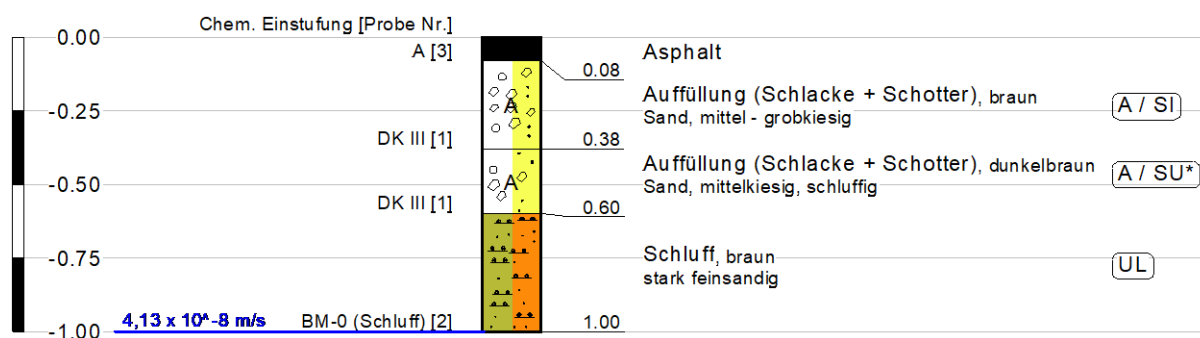 Chem. Einstufung [Probe Nr.]
0.00
A [3]
Asphalt
0.08
Auffüllung (Schlacke + Schotter), braun
Sand, mittel - grobkiesig
A / SI
A
-0.25
DK III [1]
0.38
Auffüllung (Schlacke + Schotter), dunkelbraun
Sand, mittelkiesig, schluffig
A / SU*
A
-0.50
DK III [1]
0.60
Schluff, braun
stark feinsandig
UL
-0.75
4,13 x 10^-8 m/s
BM-0 (Schluff) [2]
1.00
-1.00